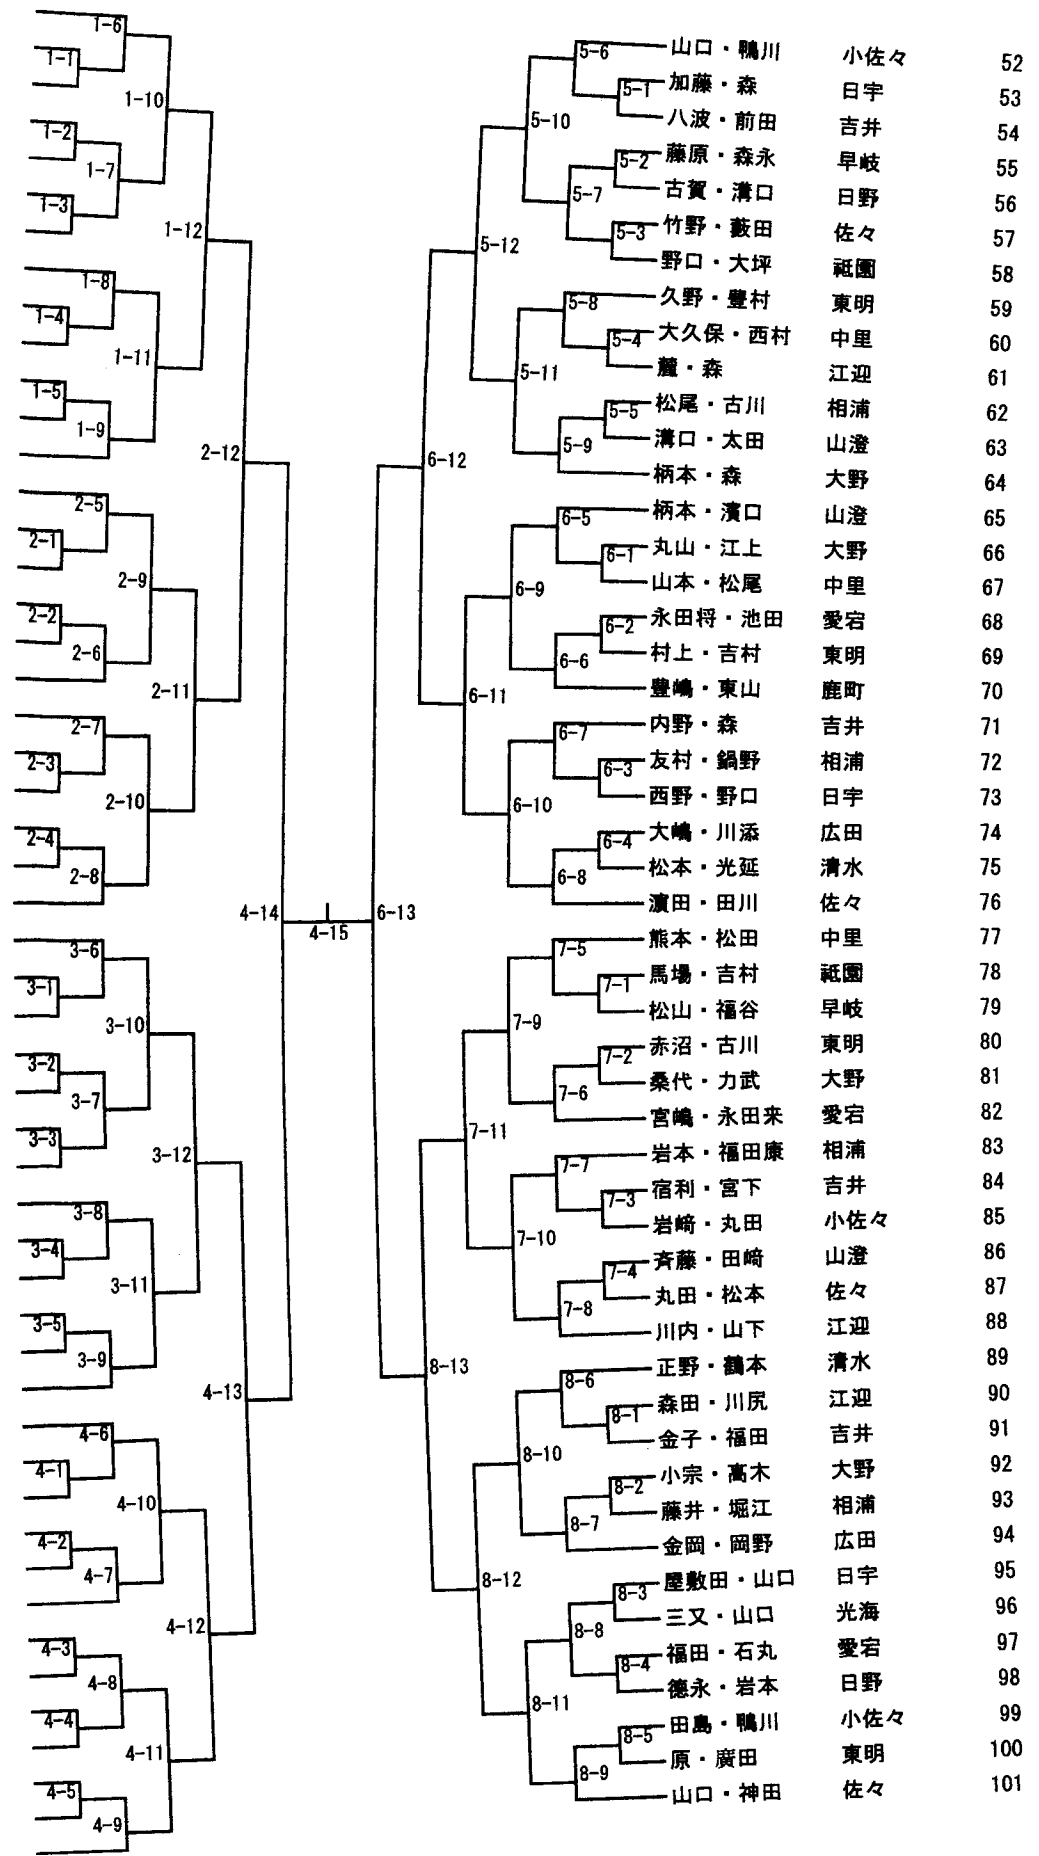 1-6
1-1
1-10
1-2
1-7
1-3
1-12
1-8
1-4
1-11
1-5
1-9
2-12
2-5
2-1
2-9
2-2
2-6
2-11
2-7
2-3
2-10
2-4
2-8
4-14
3-6
3-1
3-10
3-2
3-7
3-3
3-12
3-8
3-4
3-11
3-5
3-9
4-13
4-6
4-1
4-10
4-2
4-7
4-12
4-3
4-8
4-4
4-11
4-5
4-9
4-15
6-13
6-12
8-13
5-12
5-10
5-11
6-11
6-9
6-10
7-11
7-9
7-10
8-12
8-10
8-11
5-6 山口・鴨川 小佐々 52
5-1 加藤・森 日宇 53
八波・前田 吉井 54
5-2 藤原・森永 早岐 55
5-7 古賀・溝口 日野 56
5-3 竹野・藪田 佐々 57
野口・大坪 祗園 58
5-8 久野・豊村 東明 59
5-4 大久保・西村 中里 60
麓・森 江迎 61
5-5 松尾・古川 相浦 62
5-9 溝口・太田 山澄 63
柄本・森 大野 64
6-5 柄本・濱口 山澄 65
6-1 丸山・江上 大野 66
山本・松尾 中里 67
6-2 永田将・池田 愛宕 68
6-6 村上・吉村 東明 69
豊嶋・東山 鹿町 70
6-7 内野・森 吉井 71
6-3 友村・鍋野 相浦 72
西野・野口 日宇 73
6-4 大嶋・川添 広田 74
6-8 松本・光延 清水 75
濵田・田川 佐々 76
7-5 熊本・松田 中里 77
7-1 馬場・吉村 祗園 78
松山・福谷 早岐 79
7-2 赤沼・古川 東明 80
7-6 桑代・力武 大野 81
宮嶋・永田来 愛宕 82
7-7 岩本・福田康 相浦 83
7-3 宿利・宮下 吉井 84
岩﨑・丸田 小佐々 85
7-4 斉藤・田﨑 山澄 86
7-8 丸田・松本 佐々 87
川内・山下 江迎 88
8-6 正野・鶴本 清水 89
8-1 森田・川尻 江迎 90
金子・福田 吉井 91
8-2 小宗・高木 大野 92
8-7 藤井・堀江 相浦 93
金岡・岡野 広田 94
8-3 屋敷田・山口 日宇 95
8-8 三又・山口 光海 96
8-4 福田・石丸 愛宕 97
徳永・岩本 日野 98
8-5 田島・鴨川 小佐々 99
8-9 原・廣田 東明 100
山口・神田 佐々 101